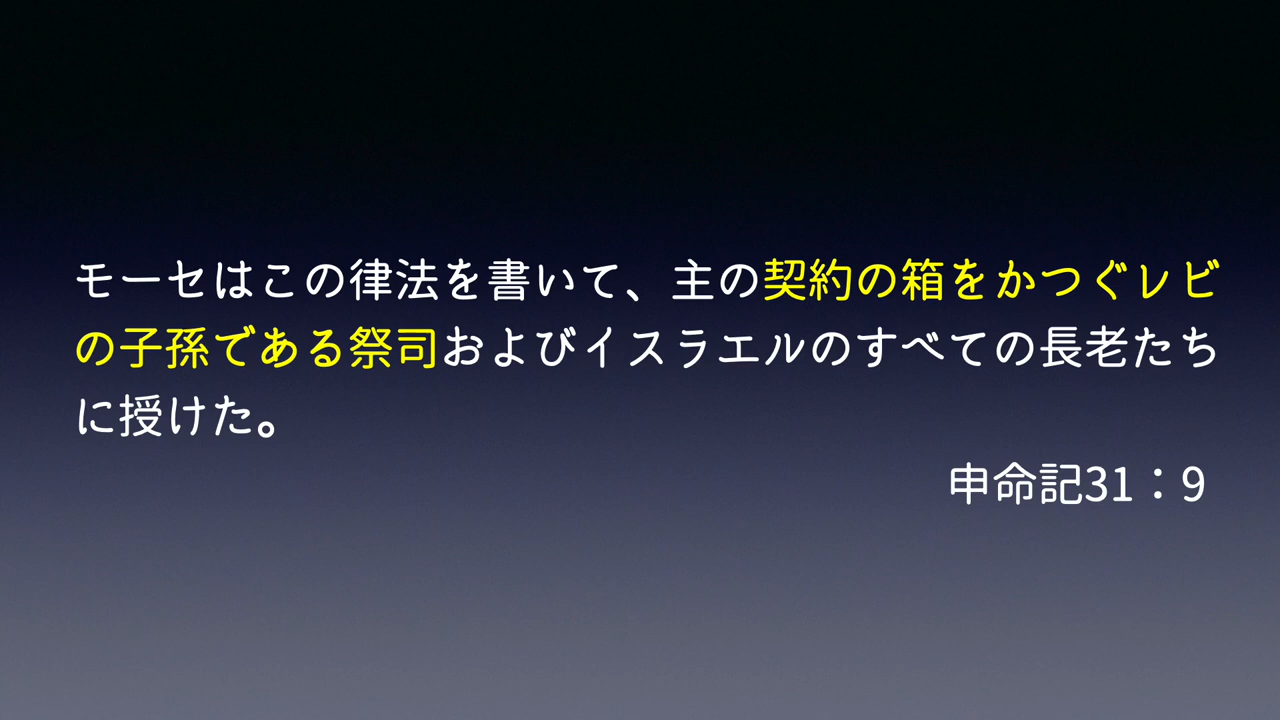 モーセはこの律法を書いて、主の契約の箱をかつぐレビ
の子孫である祭司およびイスラエルのすべての長老たち
に授けた。
申命記31：9